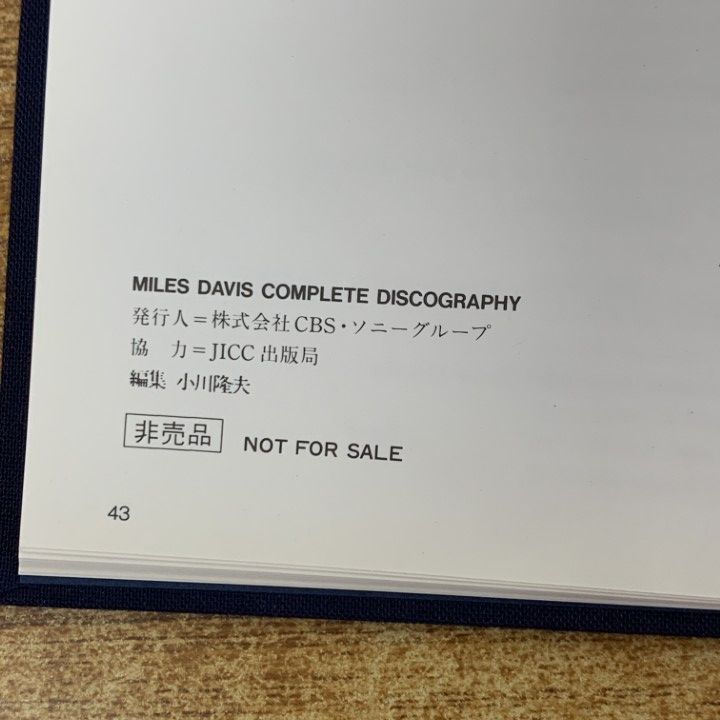 MILES DAVIS COMPLETE DISCOGRAPHY
発行人＝株式会社CBS・ソニーグループ
協　力＝JICC出版局
編集 小川隆夫
非売品 NOT FOR SALE
43